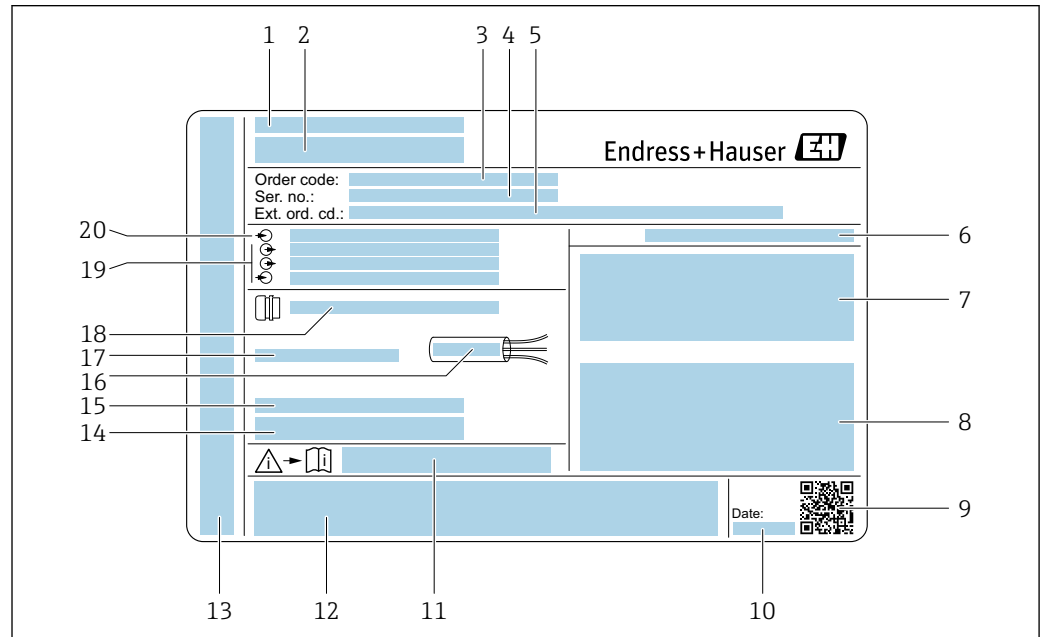 1 2 3 4 5
Endress+Hauser EH
Order code:
Ser. no.:
Ext. ord. cd.:
20
6
19
7
18
17
16
15
14
8
i i
9
Date:
13 12 11 10